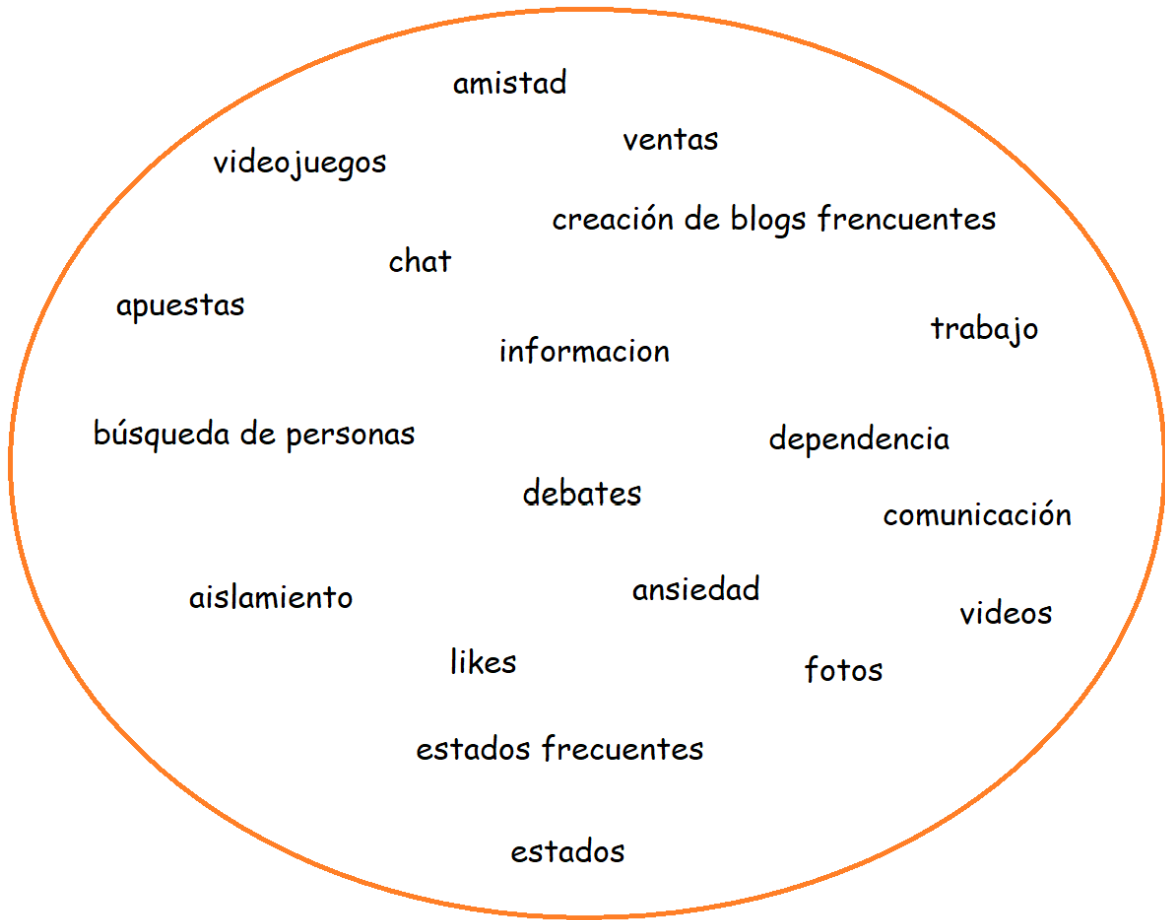 amistad
ventas
videojuegos
creación de blogs frencuentes
chat
apuestas
trabajo
informacion
búsqueda de personas
dependencia
debates
comunicación
ansiedad
aislamiento
videos
likes
fotos
estados frecuentes
estados